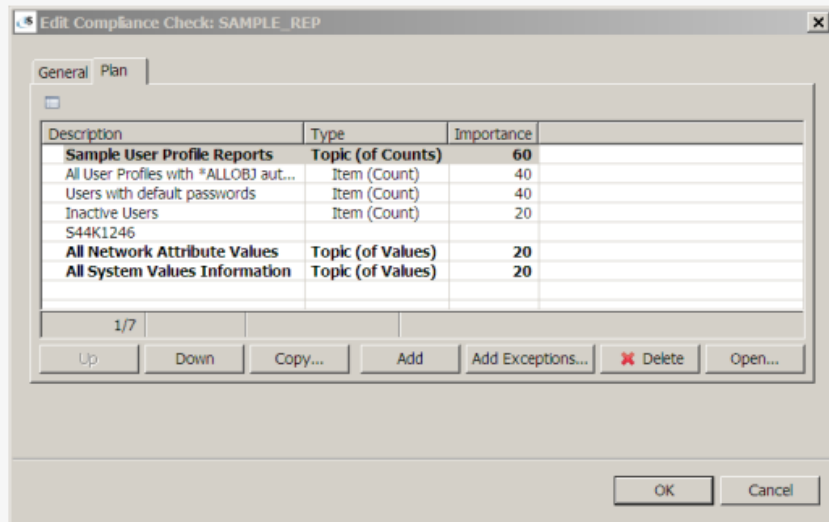 Edit Compliance Check: SAMPLE_REP
General Plan
Description Type Importance
Sample User Profile Reports Topic (of Counts) 60
All User Profiles with *ALLOBJ aut... Item (Count) 40
Users with default passwords Item (Count) 40
Inactive Users Item (Count) 20
S44K1246
All Network Attribute Values Topic (of Values) 20
All System Values Information Topic (of Values) 20
1/7
Up Down Copy... Add Add Exceptions... Delete Open...
OK Cancel